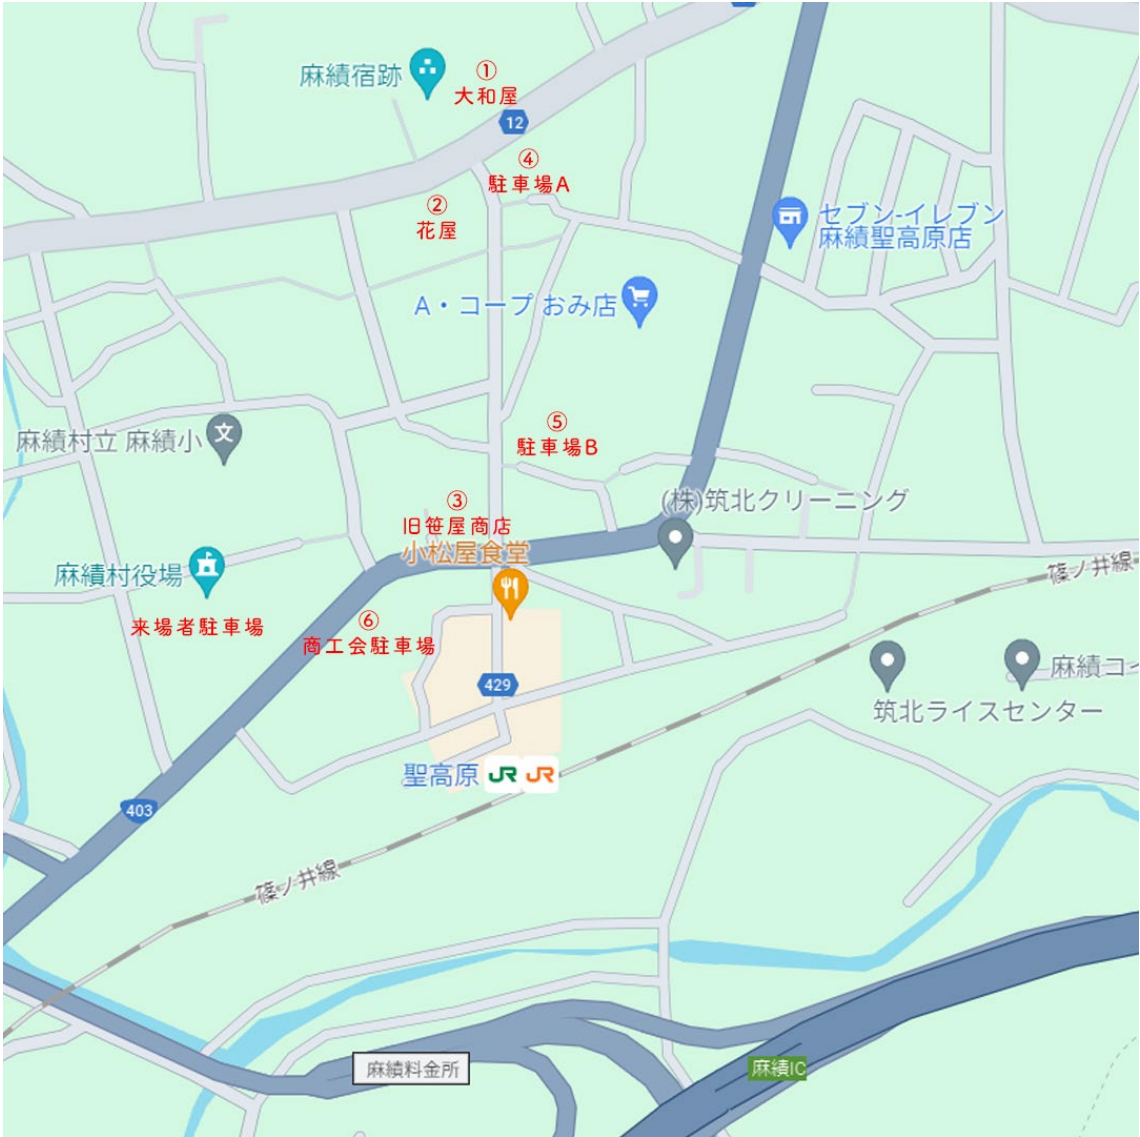 麻績宿跡
①
大和屋
12
④
駐車場A
②
花屋
セブン-イレブン
麻績聖高原店
A・コープ おみ店
麻績村立 麻績小
文
⑤
駐車場B
③
旧笹屋商店
小松屋食堂
(株)筑北クリーニング
篠ノ井線
麻績村役場
来場者駐車場
⑥
商工会駐車場
429
麻績コイ
筑北ライスセンター
聖高原 JR JR
403
篠ノ井線
麻績料金所
麻績IC